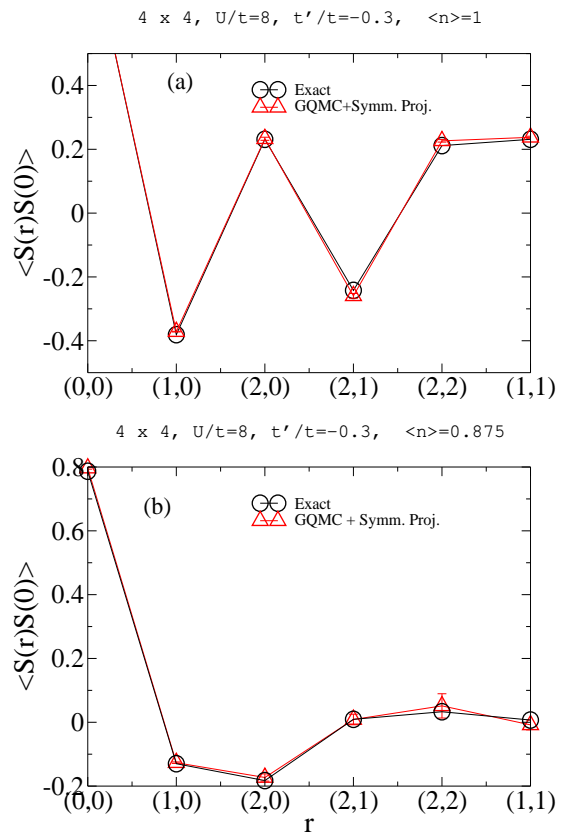 4 x 4, U/t=8, t'/t=-0.3, <n>=1
(a)
Exact
GQMC+Symm. Proj.
<S(r)S(0)>
0.4
0.2
0
-0.2
-0.4
(0,0) (1,0) (2,0) (2,1) (2,2) (1,1)
4 x 4, U/t=8, t'/t=-0.3, <n>=0.875
(b)
Exact
GQMC + Symm. Proj.
<S(r)S(0)>
0.8
0.6
0.4
0.2
0
-0.2
(0,0) (1,0) (2,0) (2,1) (2,2) (1,1)
r